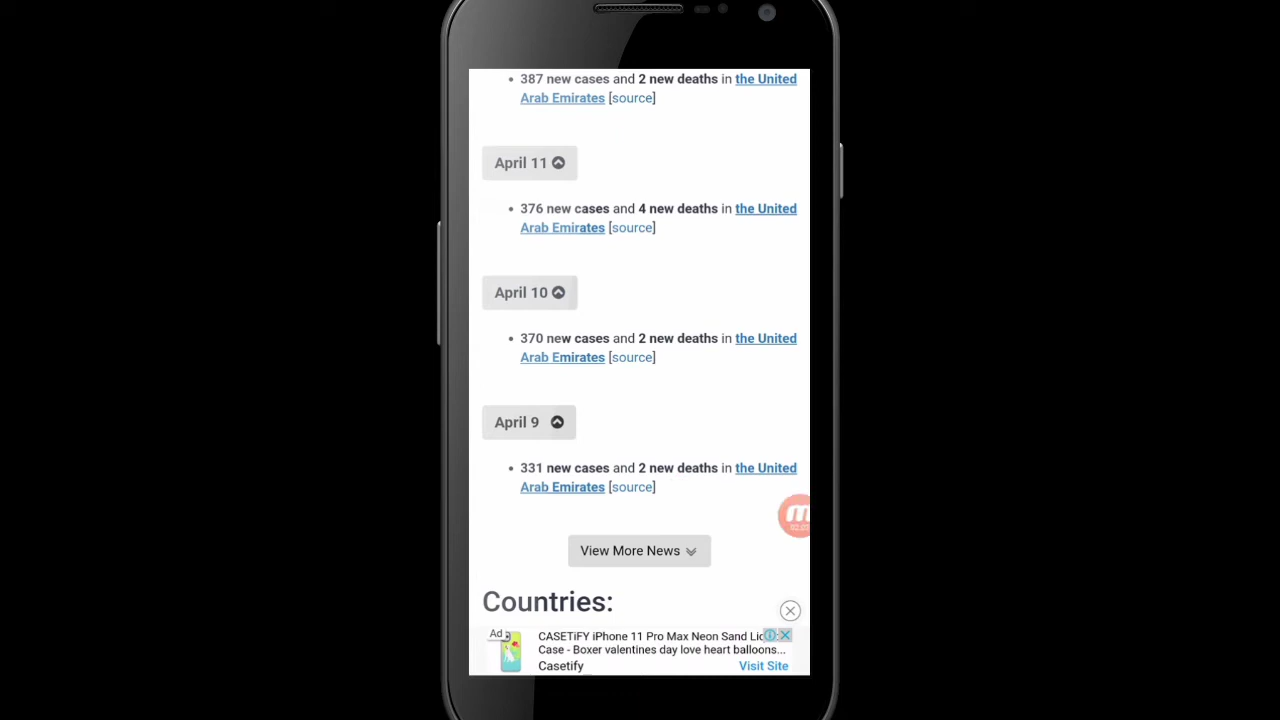 387 new cases and 2 new deaths in the United
Arab Emirates [source]
April 11
376 new cases and 4 new deaths in the United
Arab Emirates [source]
April 10
370 new cases and 2 new deaths in the United
Arab Emirates [source]
April 9
331 new cases and 2 new deaths in the United
Arab Emirates [source]
View More News
Countries:
Ad
CASETiFY iPhone 11 Pro Max Neon Sand
Case - Boxer valentines day love heart balloons...
Casetify
Visit Site